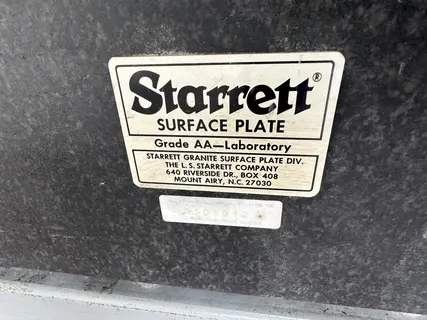 Starrett®
SURFACE PLATE
Grade AA—Laboratory
STARRETT GRANITE SURFACE PLATE DIV.
THE L.S. STARRETT COMPANY
640 RIVERSIDE DR., BOX 408
MOUNT AIRY, N.C. 27030